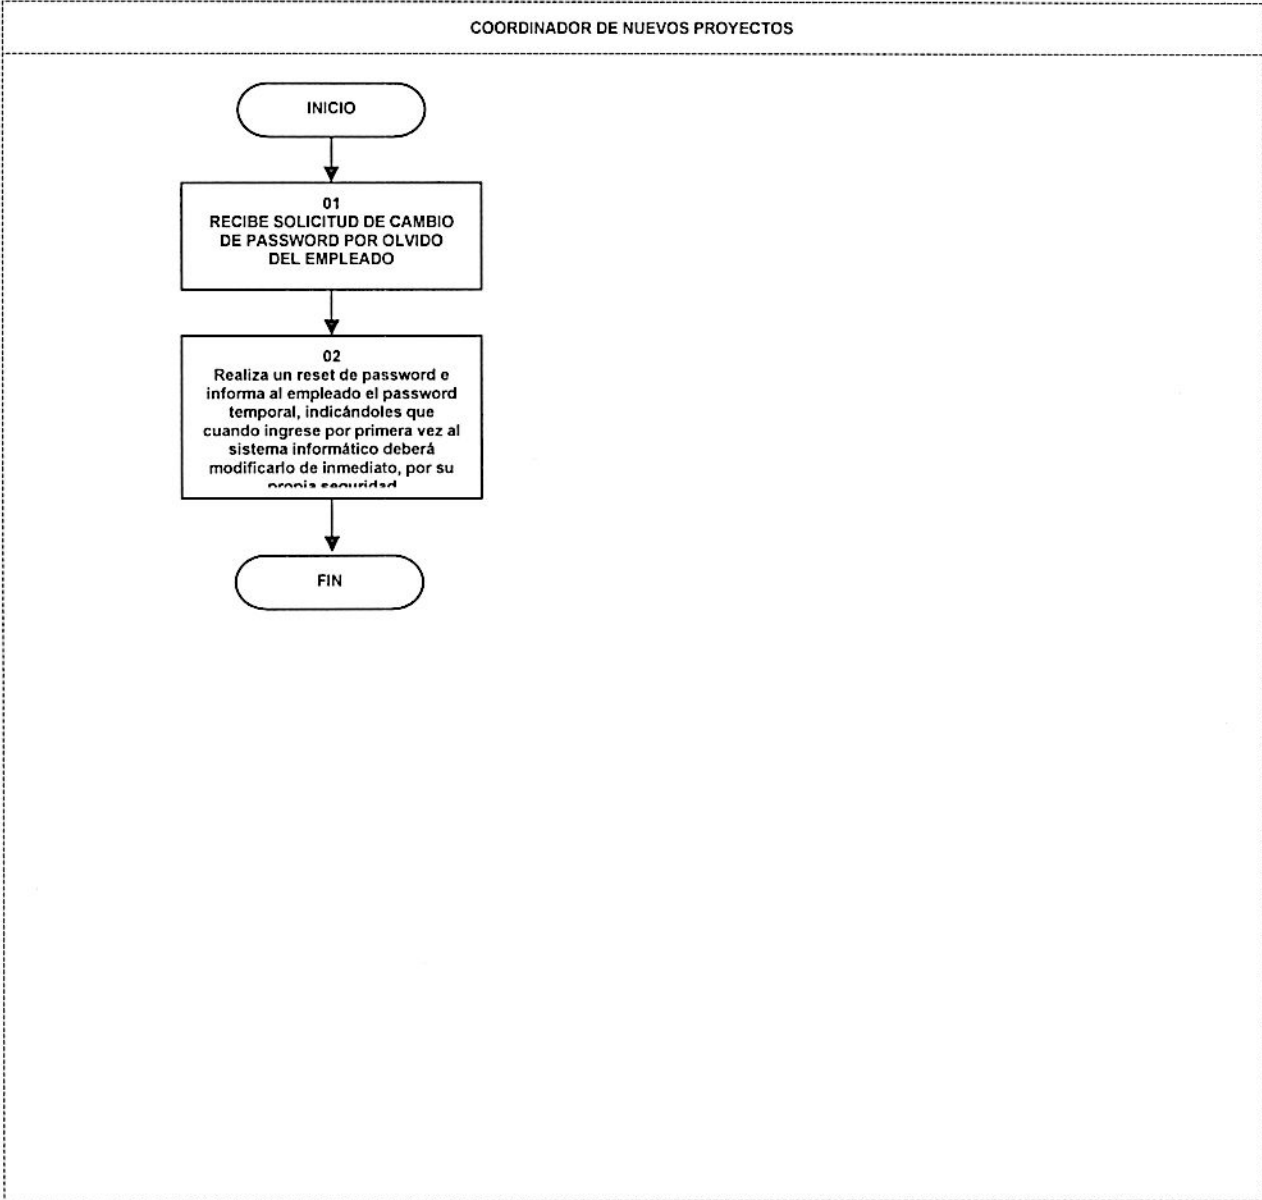 COORDINADOR DE NUEVOS PROYECTOS
INICIO
01
RECIBE SOLICITUD DE CAMBIO
DE PASSWORD POR OLVIDO
DEL EMPLEADO
02
Realiza un reset de password e
informa al empleado el password
temporal, indicándoles que
cuando ingrese por primera vez al
sistema informático deberá
modificarlo de inmediato, por su
propia seguridad
FIN